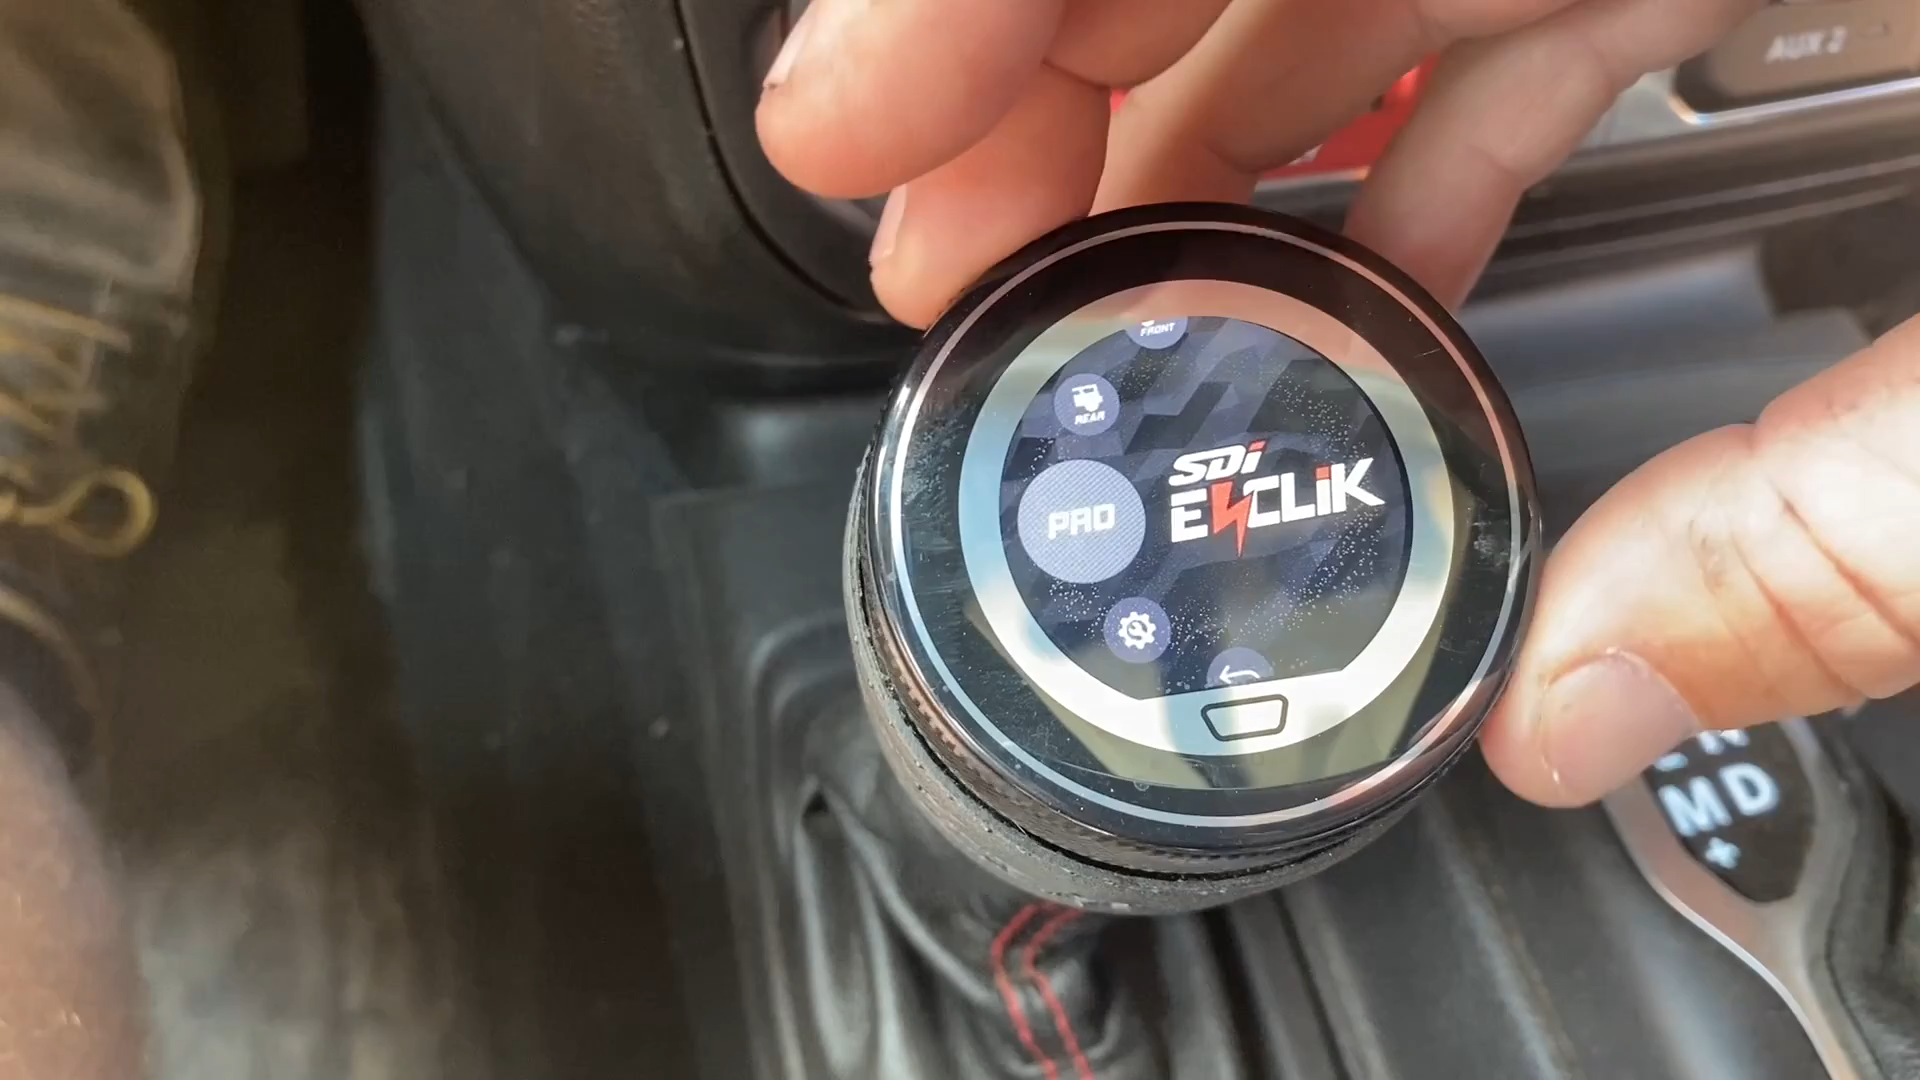 AUX 2
FRONT
REAR
SDi
ECLiK
PRO
N
M D
+